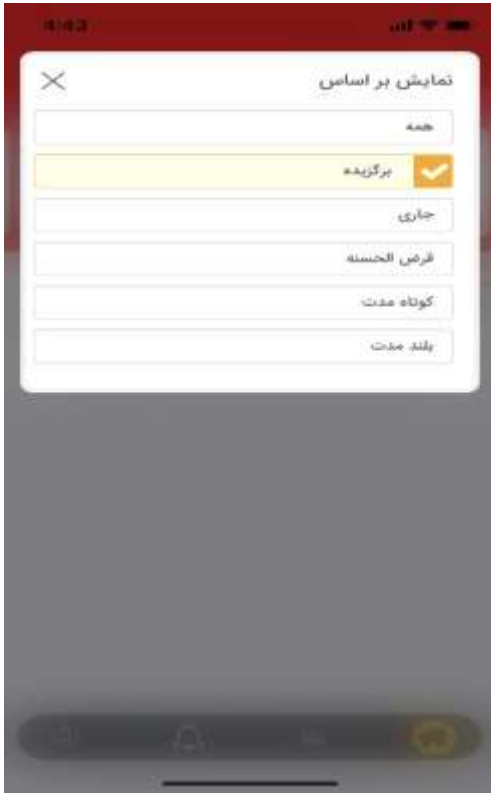 4:43
نمایش بر اساس
همه
برگزیده
جاری
قرض الحسنه
کوتاه مدت
بلند مدت